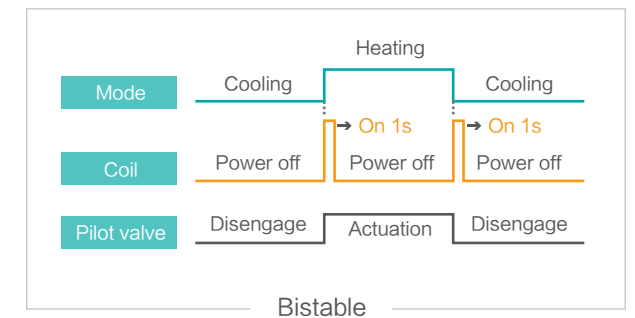 Heating
Mode Cooling Cooling
➔ On 1s ➔ On 1s
Coil Power off Power off Power off
Pilot valve Disengage Actuation Disengage
Bistable